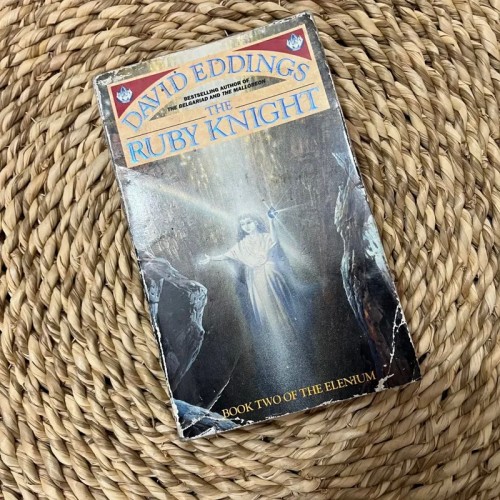 DAVID EDDINGS
BESTSELLING AUTHOR OF
THE BELGARIAD AND THE MALLOREON
THE
RUBY KNIGHT
BOOK TWO OF THE ELENIUM